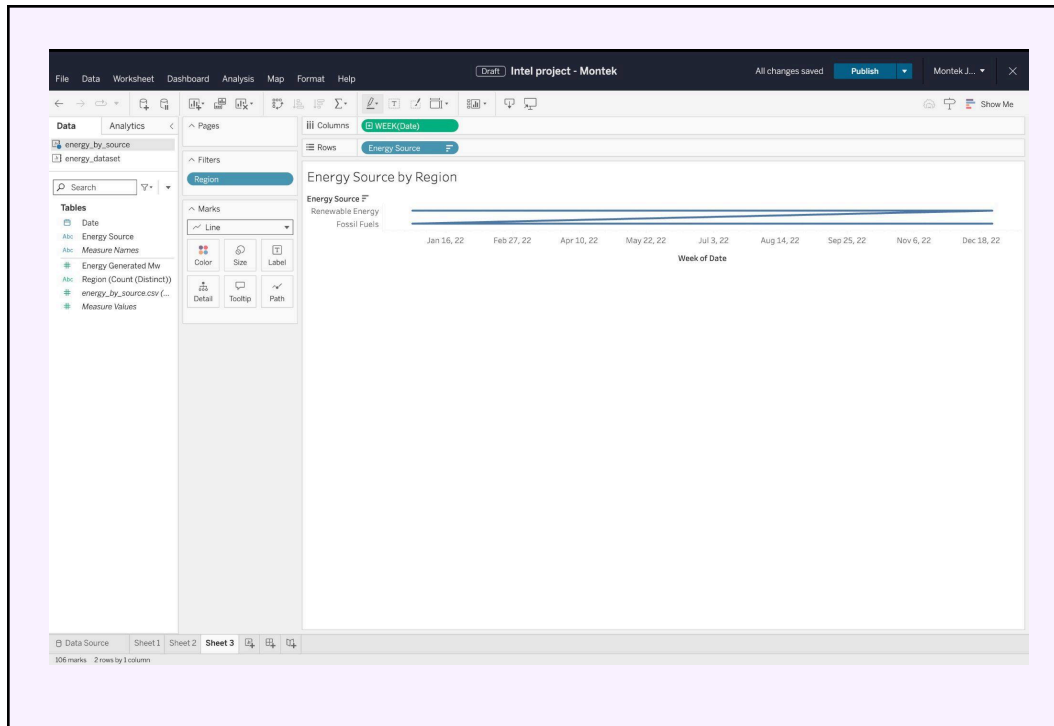 Draft Intel project - Montek
All changes saved
Publish
Montek J...
File Data Worksheet Dashboard Analysis Map Format Help
Show Me
Data Analytics
energy_by_source
energy_dataset
Search
Tables
Date
Abc Energy Source
Abc Measure Names
# Energy Generated Mw
Abc Region (Count (Distinct))
# energy_by_source.csv (...
# Measure Values
Pages
Filters
Region
Marks
Line
Color Size Label
Detail Tooltip Path
Columns WEEK(Date)
Rows Energy Source
Energy Source by Region
Energy Source
Renewable Energy
Fossil Fuels
Jan 16, 22 Feb 27, 22 Apr 10, 22 May 22, 22 Jul 3, 22 Aug 14, 22 Sep 25, 22 Nov 6, 22 Dec 18, 22
Week of Date
Data Source Sheet 1 Sheet 2 Sheet 3
106 marks 2 rows by 1 column